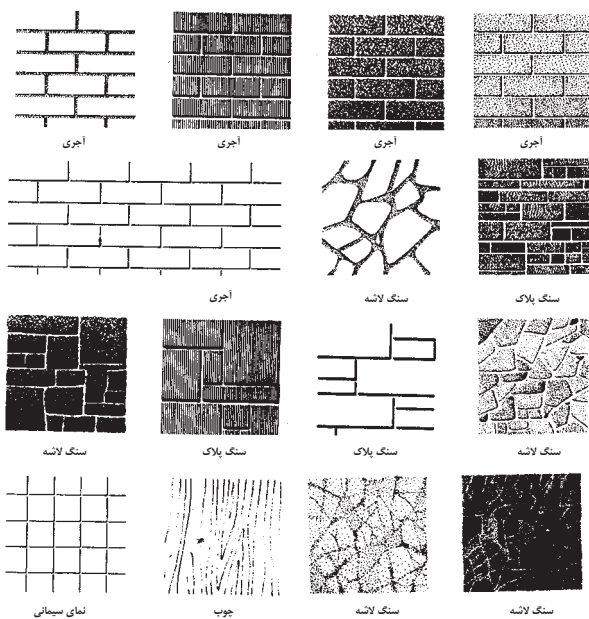 آجری
آجری
آجری
آجری
سنگ پلاک
سنگ لاشه
آجری
سنگ لاشه
سنگ پلاک
سنگ پلاک
سنگ لاشه
سنگ لاشه
سنگ لاشه
چوب
نمای سیمانی